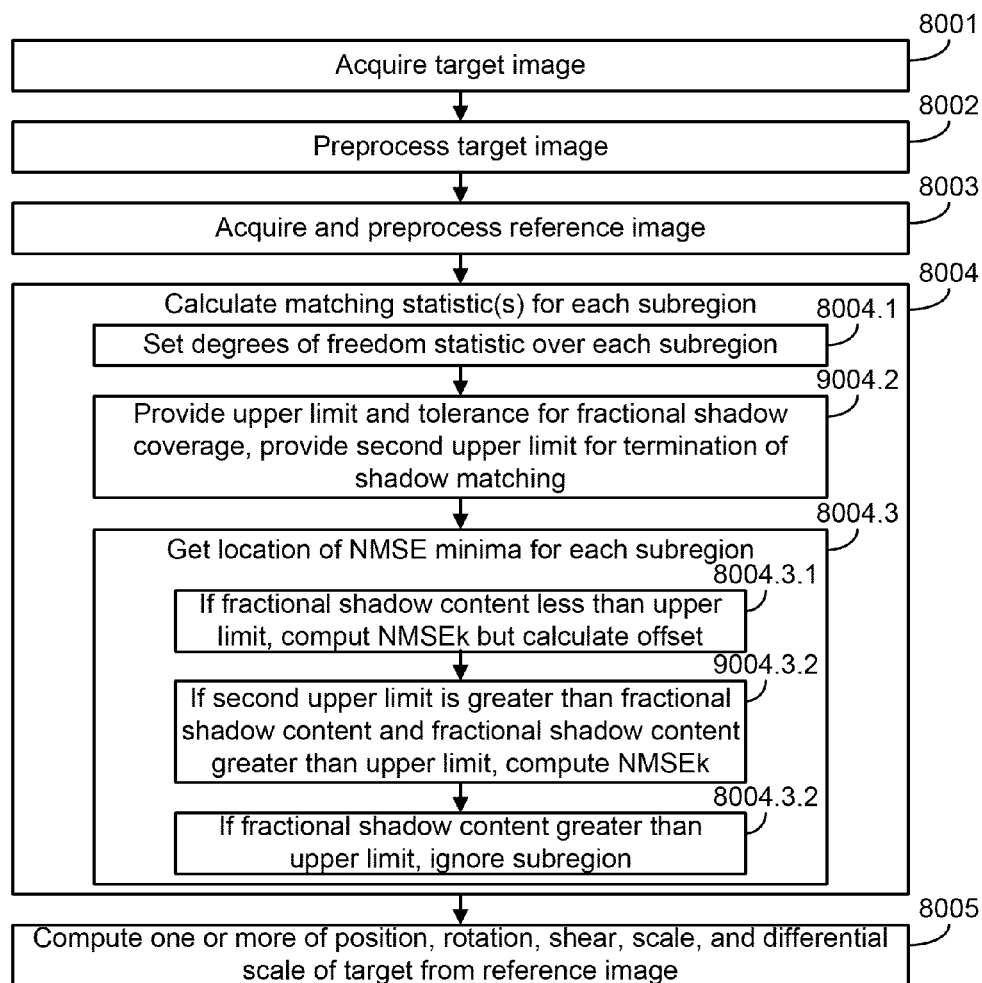 8001
Acquire target image
8002
Preprocess target image
8003
Acquire and preprocess reference image
8004
Calculate matching statistic(s) for each subregion
8004.1
Set degrees of freedom statistic over each subregion
9004.2
Provide upper limit and tolerance for fractional shadow
coverage, provide second upper limit for termination of
shadow matching
8004.3
Get location of NMSE minima for each subregion
8004.3.1
If fractional shadow content less than upper
limit, comput NMSEk but calculate offset
9004.3.2
If second upper limit is greater than fractional
shadow content and fractional shadow content
greater than upper limit, compute NMSEk
8004.3.2
If fractional shadow content greater than
upper limit, ignore subregion
8005
Compute one or more of position, rotation, shear, scale, and differential
scale of target from reference image